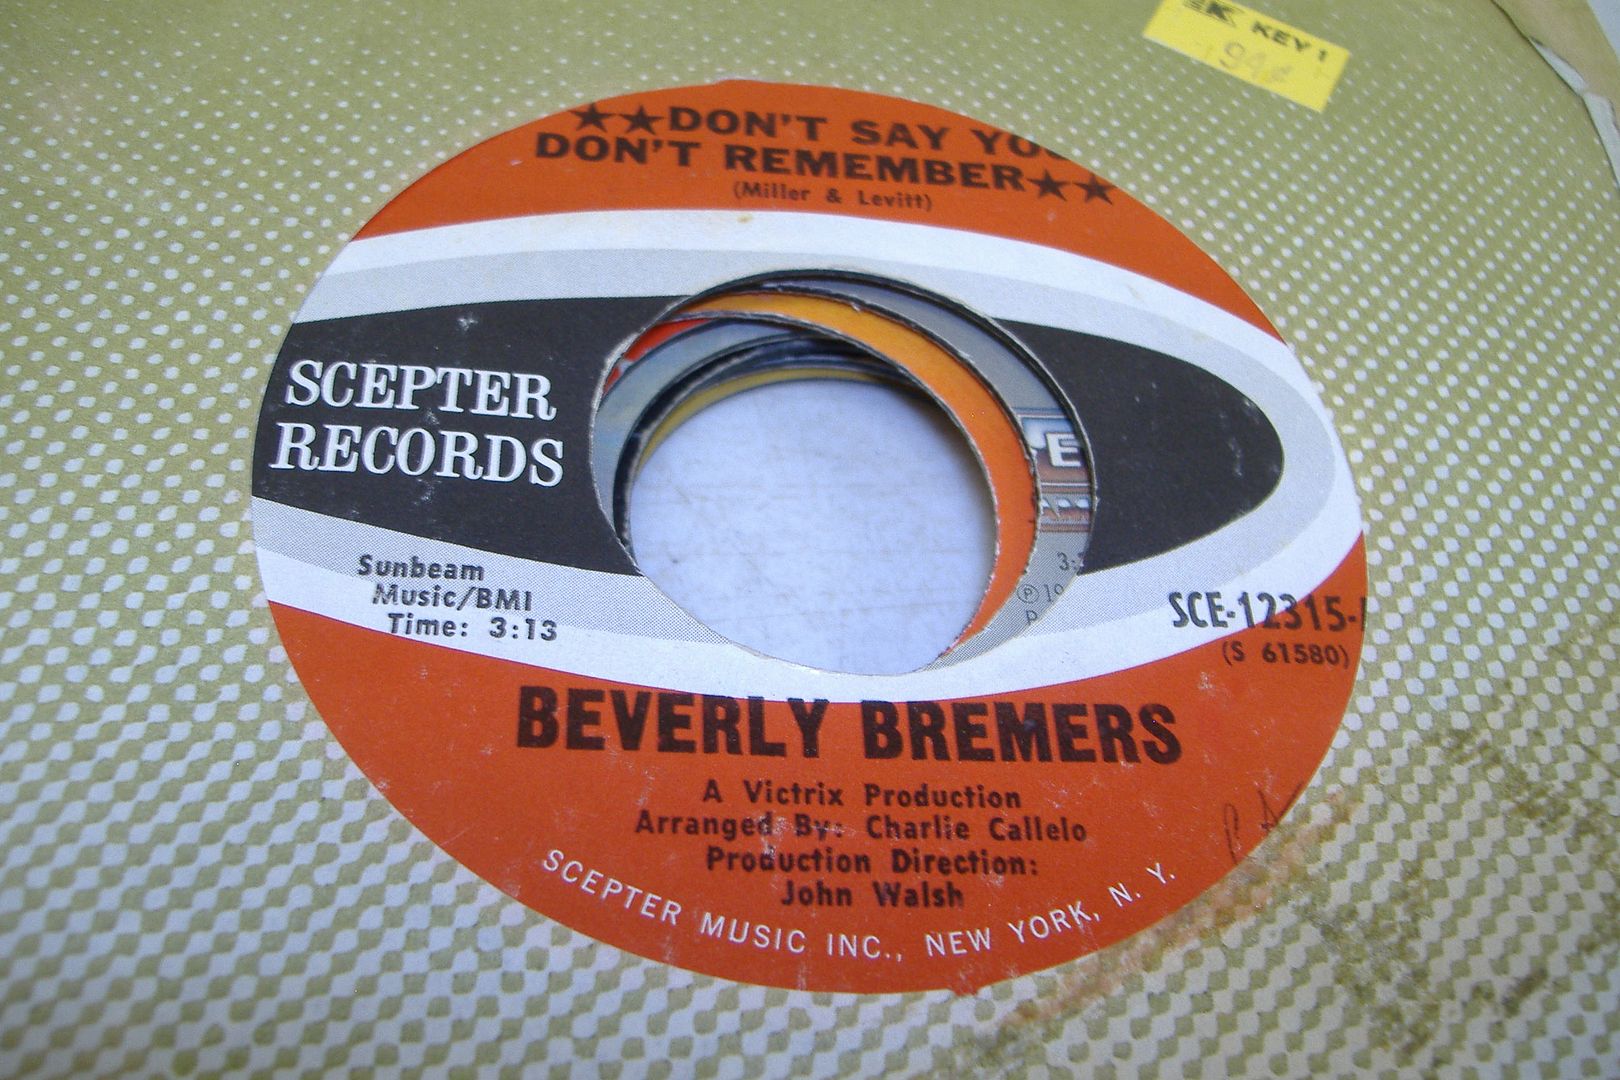 KEY 1
94¢
★★DON'T SAY YOU
DON'T REMEMBER★★
(Miller & Levitt)
SCEPTER
RECORDS
Sunbeam
Music/BMI
Time: 3:13
SCE-12315-
(S 61580)
BEVERLY BREMERS
A Victrix Production
Arranged By: Charlie Callelo
Production Direction:
John Walsh
SCEPTER MUSIC INC., NEW YORK, N. Y.